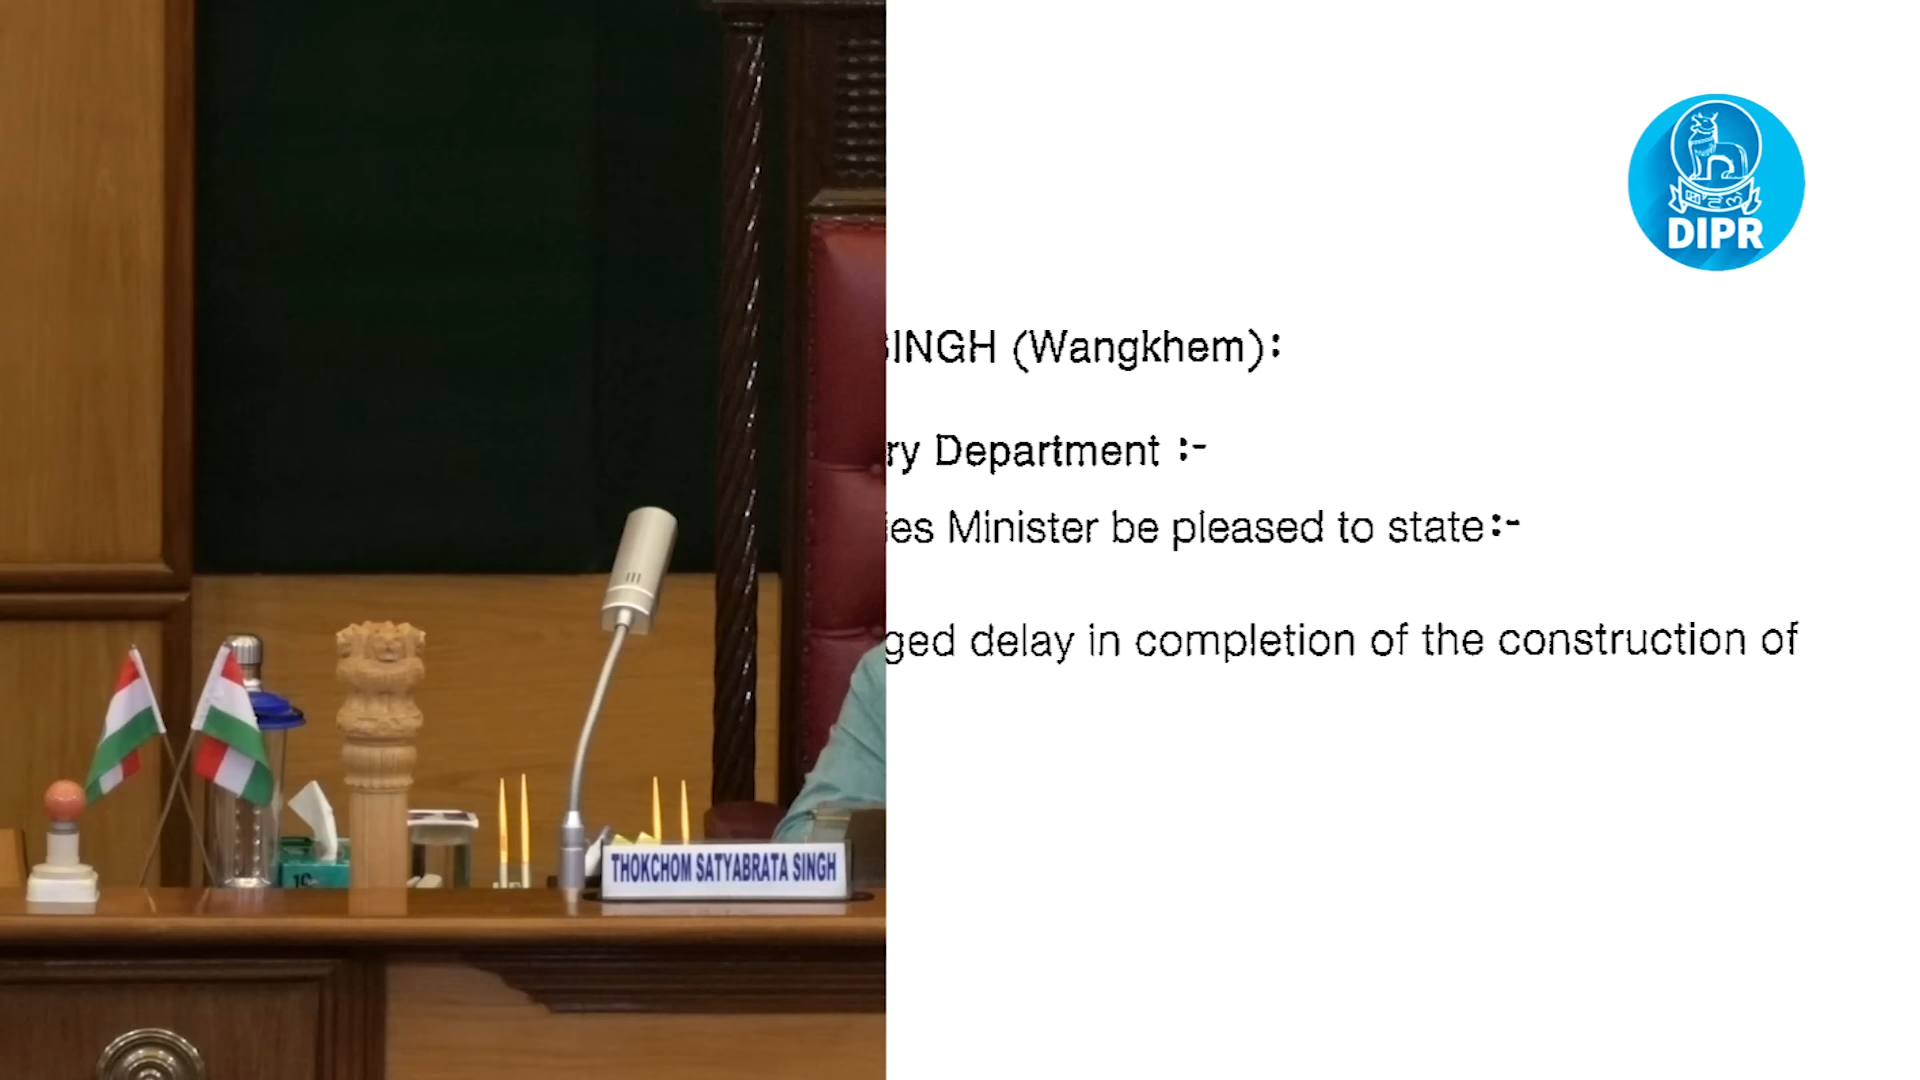 DIPR
SINGH (Wangkhem):
ry Department :-
ies Minister be pleased to state:-
ged delay in completion of the construction of
THOKCHOM SATYABRATA SINGH